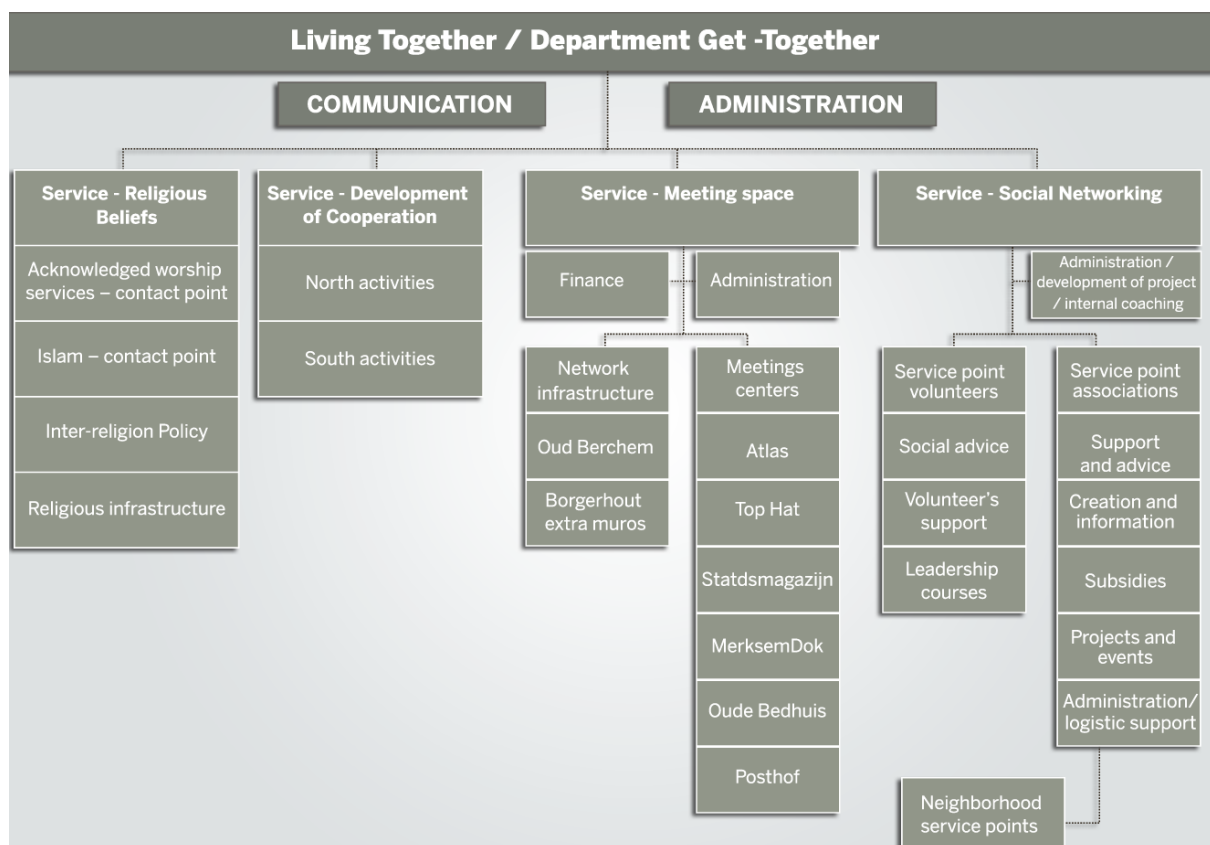 Living Together / Department Get -Together
COMMUNICATION
ADMINISTRATION
Service - Religious
Beliefs
Acknowledged worship
services – contact point
Islam – contact point
Inter-religion Policy
Religious infrastructure
Service - Development
of Cooperation
North activities
South activities
Service - Meeting space
Finance
Administration
Network
infrastructure
Oud Berchem
Borgerhout
extra muros
Meetings
centers
Atlas
Top Hat
Statdsmagazijn
MerksemDok
Oude Bedhuis
Posthof
Service - Social Networking
Administration /
development of project
/ internal coaching
Service point
volunteers
Social advice
Volunteer's
support
Leadership
courses
Service point
associations
Support
and advice
Creation and
information
Subsidies
Projects and
events
Administration/
logistic support
Neighborhood
service points